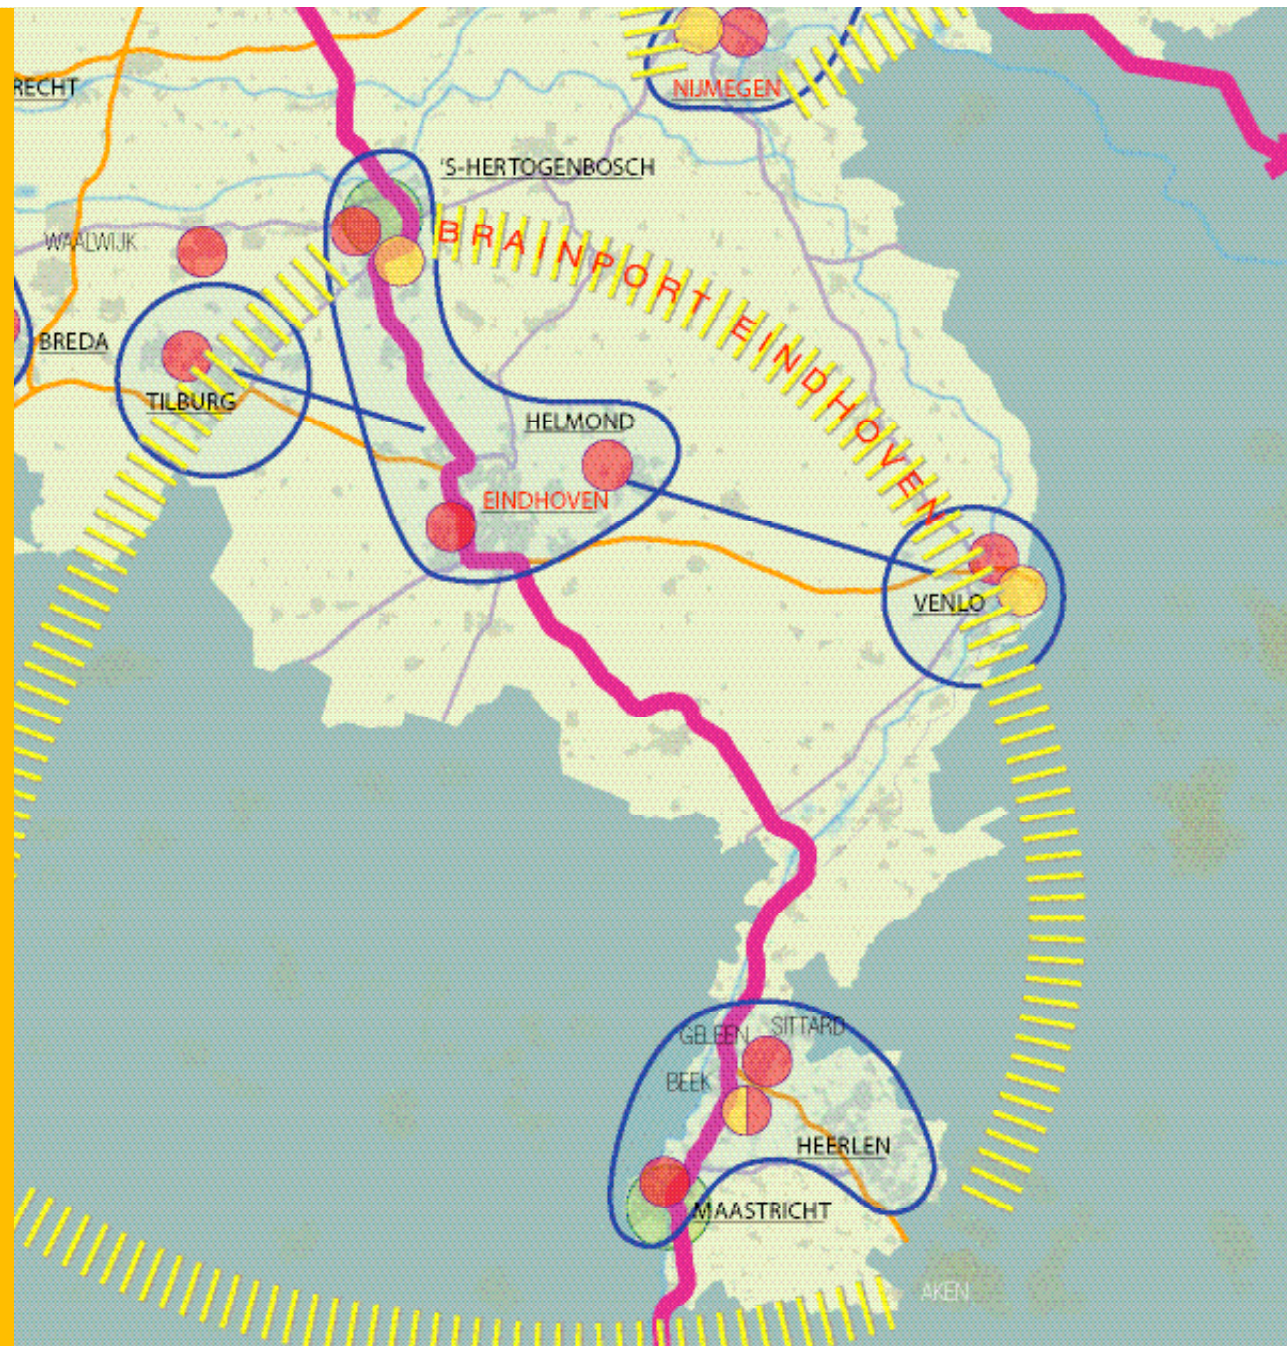 RECHT
NIJMEGEN
'S-HERTOGENBOSCH
WAALWIJK
BRAINPORT EINDHOVEN
BREDA
TILBURG
HELMOND
EINDHOVEN
VENLO
GELEEN
SITTARD
BEEK
HEERLEN
MAASTRICHT
AKEN